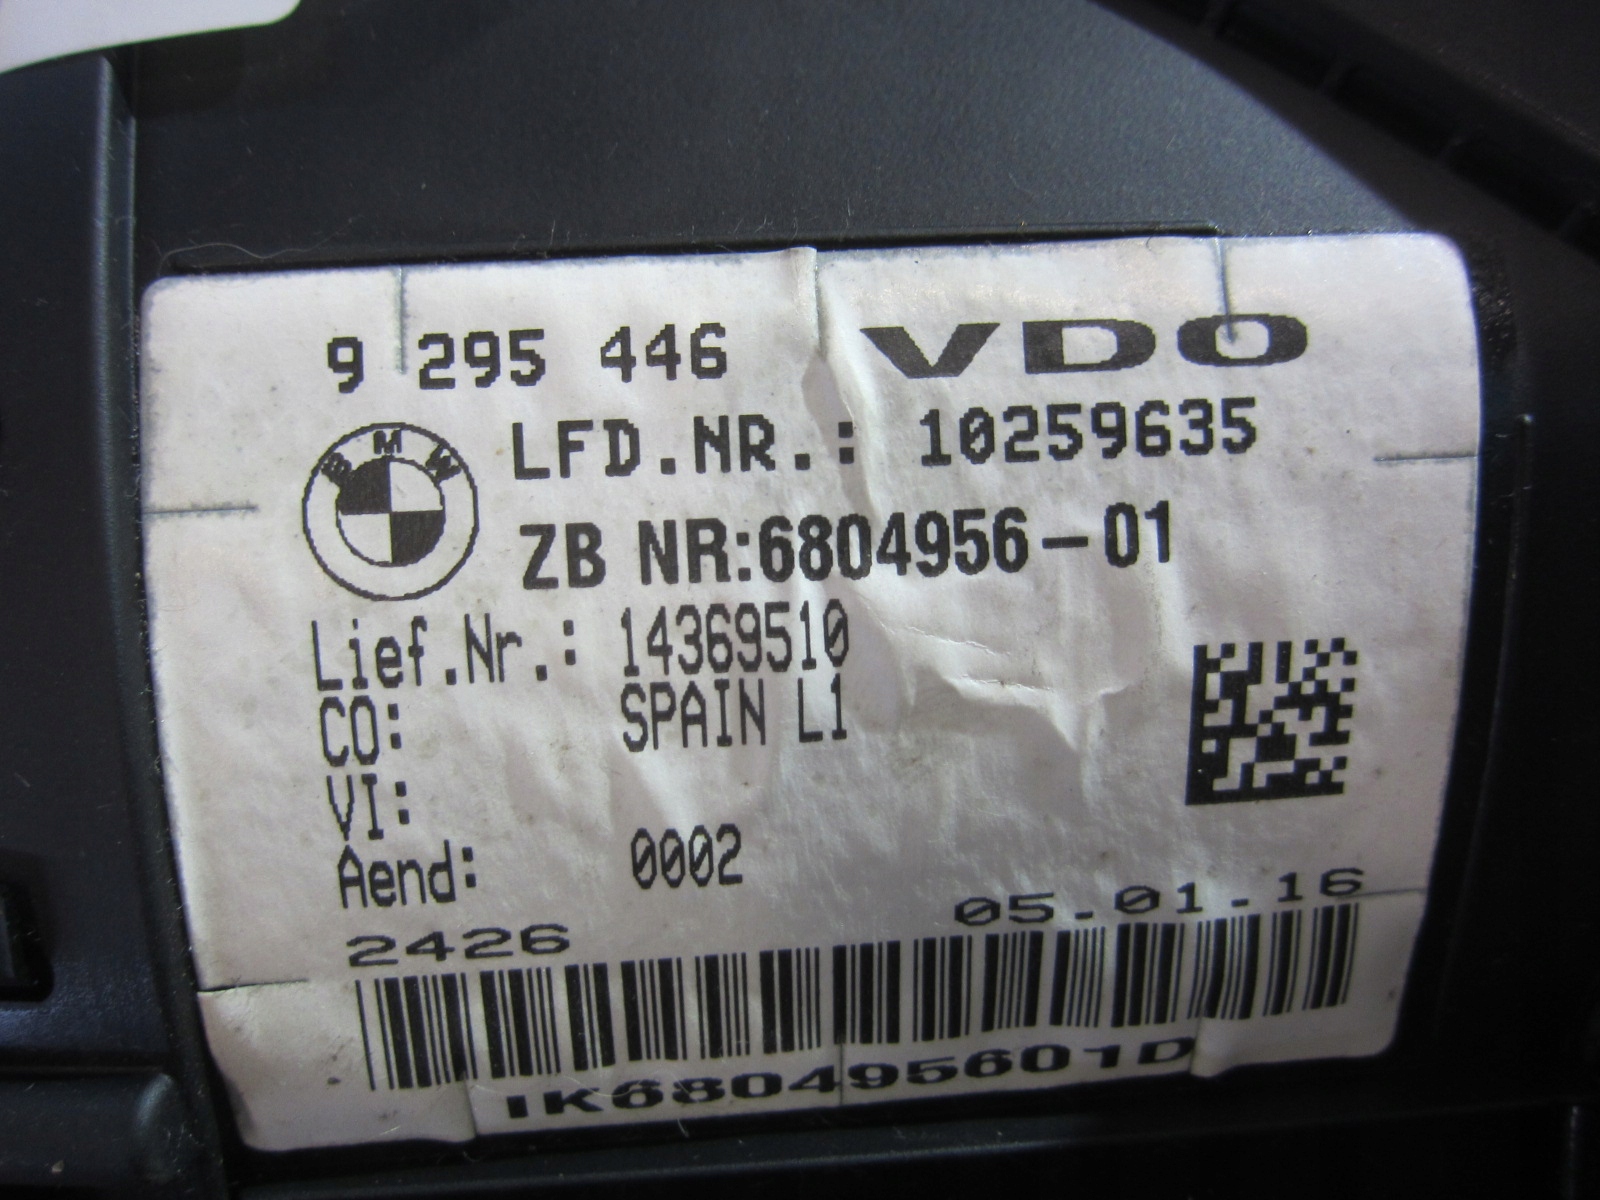 9 295 446 VDO
BMW LFD.NR.: 10259635
ZB NR:6804956-01
Lief.Nr.: 14369510
CO: SPAIN L1
VI:
Aend: 0002
2426 05.01.16
IK680495601D